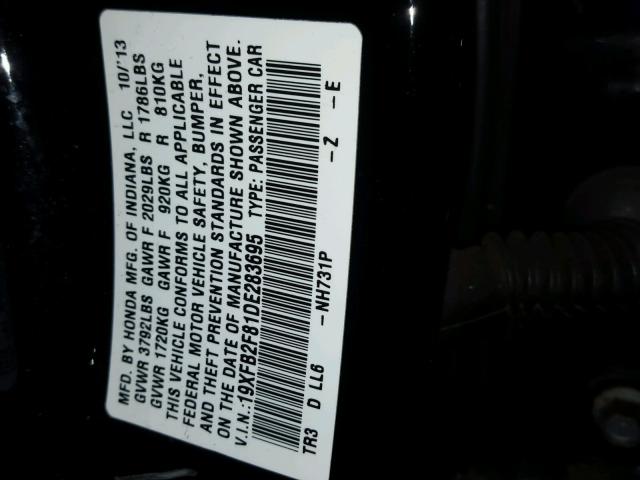 MFD. BY HONDA MFG. OF INDIANA, LLC 10/'13
GVWR 3792LBS GAWR F 2029LBS R 1786LBS
GVWR 1720KG GAWR F 920KG R 810KG
THIS VEHICLE CONFORMS TO ALL APPLICABLE
FEDERAL MOTOR VEHICLE SAFETY, BUMPER,
AND THEFT PREVENTION STANDARDS IN EFFECT
ON THE DATE OF MANUFACTURE SHOWN ABOVE.
V.I.N.:19XFB2F81DE283695 TYPE: PASSENGER CAR
TR3 D LL6 –NH731P –Z –E